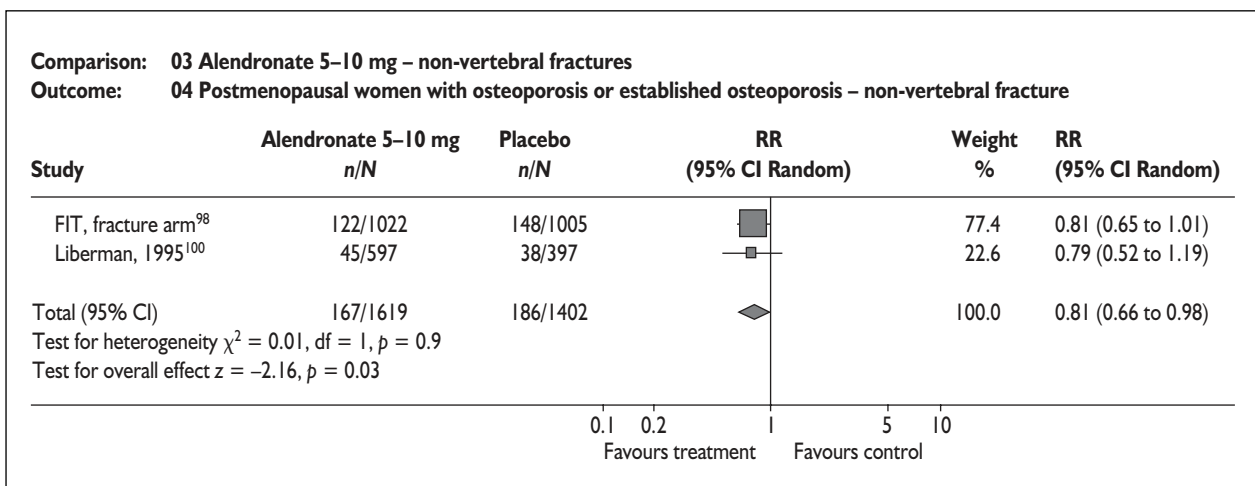 Comparison: 03 Alendronate 5–10 mg – non-vertebral fractures
Outcome: 04 Postmenopausal women with osteoporosis or established osteoporosis – non-vertebral fracture
Alendronate 5–10 mg Placebo RR Weight RR
Study n/N n/N (95% CI Random) % (95% CI Random)
FIT, fracture arm⁹⁸ 122/1022 148/1005 77.4 0.81 (0.65 to 1.01)
Liberman, 1995¹⁰⁰ 45/597 38/397 22.6 0.79 (0.52 to 1.19)
Total (95% CI) 167/1619 186/1402 100.0 0.81 (0.66 to 0.98)
Test for heterogeneity χ² = 0.01, df = 1, p = 0.9
Test for overall effect z = –2.16, p = 0.03
0.1 0.2 1 5 10
Favours treatment Favours control